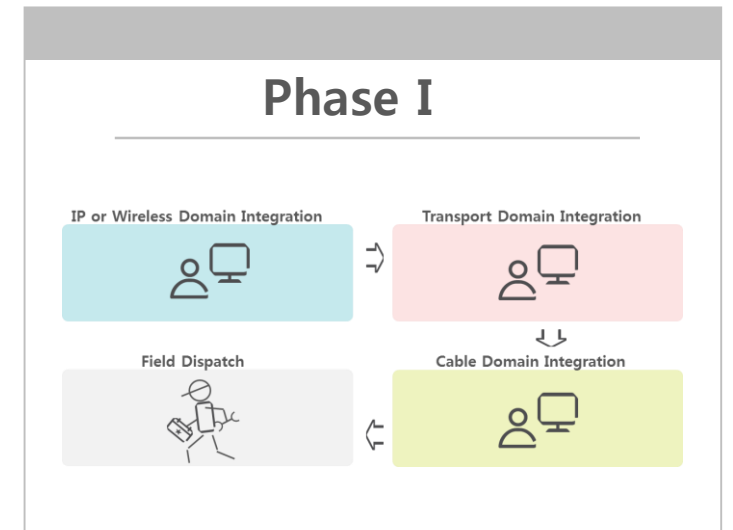 Phase I
IP or Wireless Domain Integration
Transport Domain Integration
Field Dispatch
Cable Domain Integration